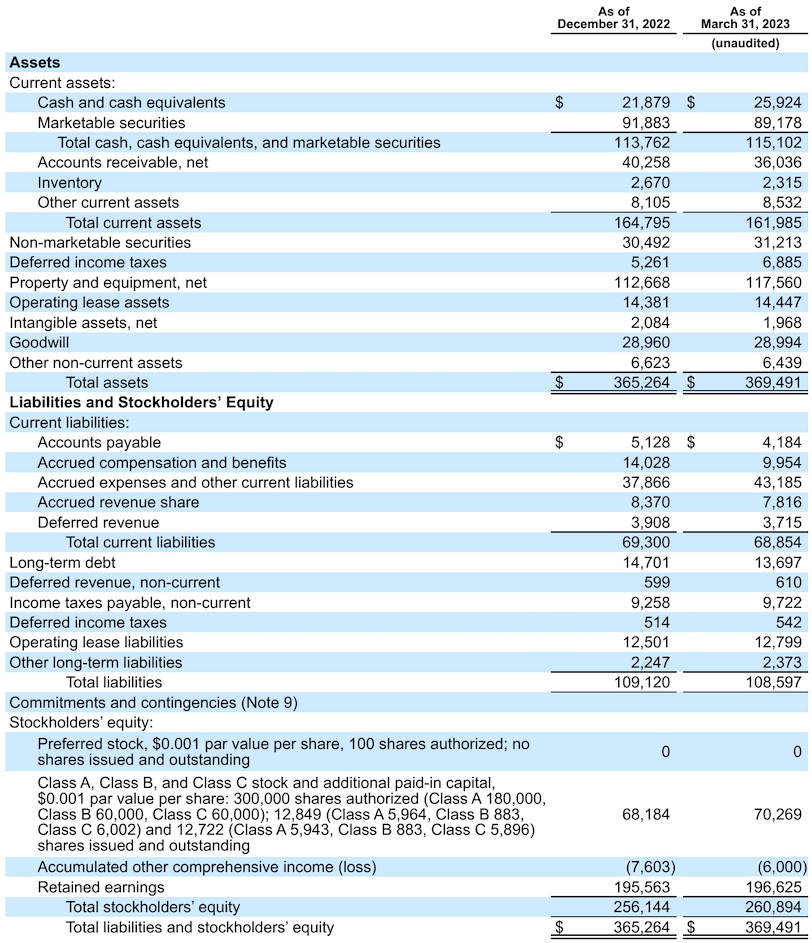 As of As of
December 31, 2022 March 31, 2023
(unaudited)
Assets
Current assets:
Cash and cash equivalents $ 21,879 $ 25,924
Marketable securities 91,883 89,178
Total cash, cash equivalents, and marketable securities 113,762 115,102
Accounts receivable, net 40,258 36,036
Inventory 2,670 2,315
Other current assets 8,105 8,532
Total current assets 164,795 161,985
Non-marketable securities 30,492 31,213
Deferred income taxes 5,261 6,885
Property and equipment, net 112,668 117,560
Operating lease assets 14,381 14,447
Intangible assets, net 2,084 1,968
Goodwill 28,960 28,994
Other non-current assets 6,623 6,439
Total assets $ 365,264 $ 369,491
Liabilities and Stockholders’ Equity
Current liabilities:
Accounts payable $ 5,128 $ 4,184
Accrued compensation and benefits 14,028 9,954
Accrued expenses and other current liabilities 37,866 43,185
Accrued revenue share 8,370 7,816
Deferred revenue 3,908 3,715
Total current liabilities 69,300 68,854
Long-term debt 14,701 13,697
Deferred revenue, non-current 599 610
Income taxes payable, non-current 9,258 9,722
Deferred income taxes 514 542
Operating lease liabilities 12,501 12,799
Other long-term liabilities 2,247 2,373
Total liabilities 109,120 108,597
Commitments and contingencies (Note 9)
Stockholders’ equity:
Preferred stock, $0.001 par value per share, 100 shares authorized; no
shares issued and outstanding 0 0
Class A, Class B, and Class C stock and additional paid-in capital,
$0.001 par value per share: 300,000 shares authorized (Class A 180,000,
Class B 60,000, Class C 60,000); 12,849 (Class A 5,964, Class B 883, 68,184 70,269
Class C 6,002) and 12,722 (Class A 5,943, Class B 883, Class C 5,896)
shares issued and outstanding
Accumulated other comprehensive income (loss) (7,603) (6,000)
Retained earnings 195,563 196,625
Total stockholders’ equity 256,144 260,894
Total liabilities and stockholders’ equity $ 365,264 $ 369,491